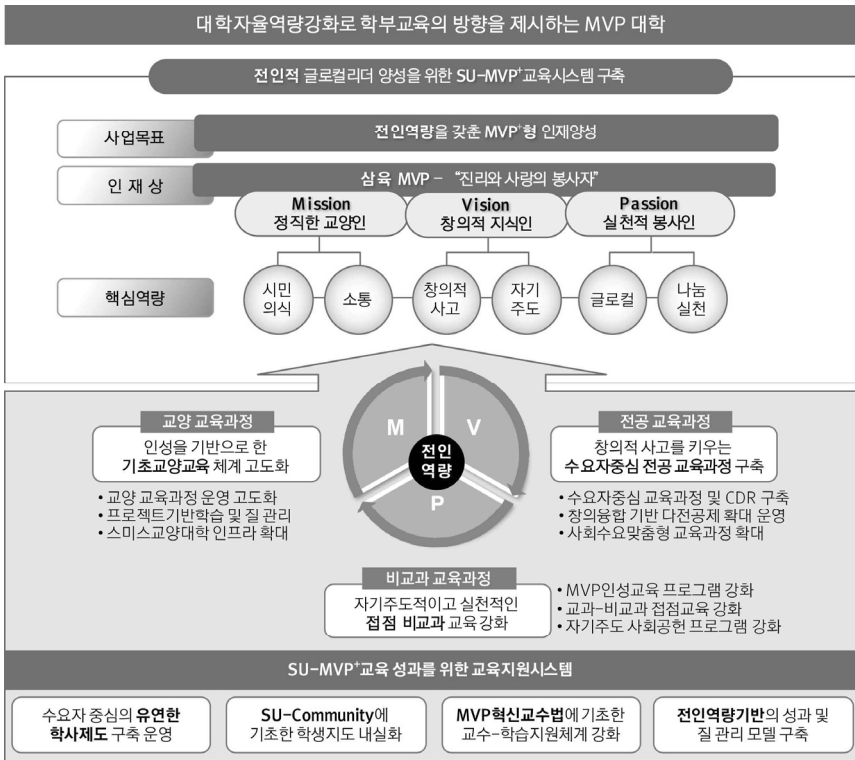 대학자율역량강화로 학부교육의 방향을 제시하는 MVP 대학
전인적 글로컬리더 양성을 위한 SU-MVP+교육시스템 구축
사업목표
전인역량을 갖춘 MVP+형 인재양성
인 재 상
삼육 MVP - “진리와 사랑의 봉사자”
Mission
정직한 교양인
Vision
창의적 지식인
Passion
실천적 봉사인
핵심역량
시민
의식
소통
창의적
사고
자기
주도
글로컬
나눔
실천
M
V
P
전인
역량
교양 교육과정
인성을 기반으로 한
기초교양교육 체계 고도화
• 교양 교육과정 운영 고도화
• 프로젝트기반학습 및 질 관리
• 스미스교양대학 인프라 확대
전공 교육과정
창의적 사고를 키우는
수요자중심 전공 교육과정 구축
• 수요자중심 교육과정 및 CDR 구축
• 창의융합 기반 다전공제 확대 운영
• 사회수요맞춤형 교육과정 확대
비교과 교육과정
자기주도적이고 실천적인
접점 비교과 교육 강화
• MVP인성교육 프로그램 강화
• 교과-비교과 접점교육 강화
• 자기주도 사회공헌 프로그램 강화
SU-MVP+교육 성과를 위한 교육지원시스템
수요자 중심의 유연한
학사제도 구축 운영
SU-Community에
기초한 학생지도 내실화
MVP혁신교수법에 기초한
교수-학습지원체계 강화
전인역량기반의 성과 및
질 관리 모델 구축